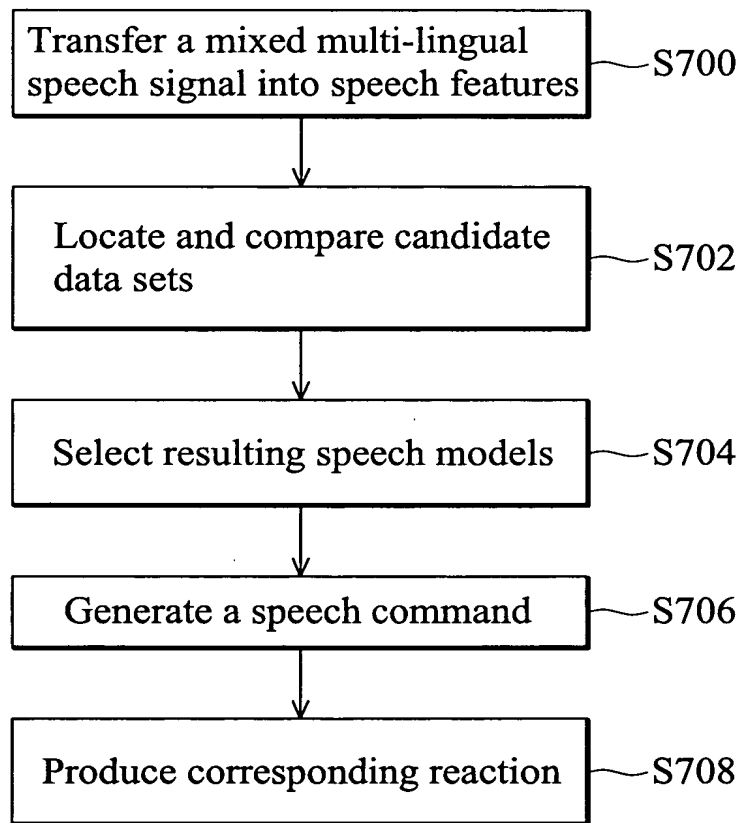 Transfer a mixed multi-lingual
speech signal into speech features
S700
Locate and compare candidate
data sets
S702
Select resulting speech models
S704
Generate a speech command
S706
Produce corresponding reaction
S708